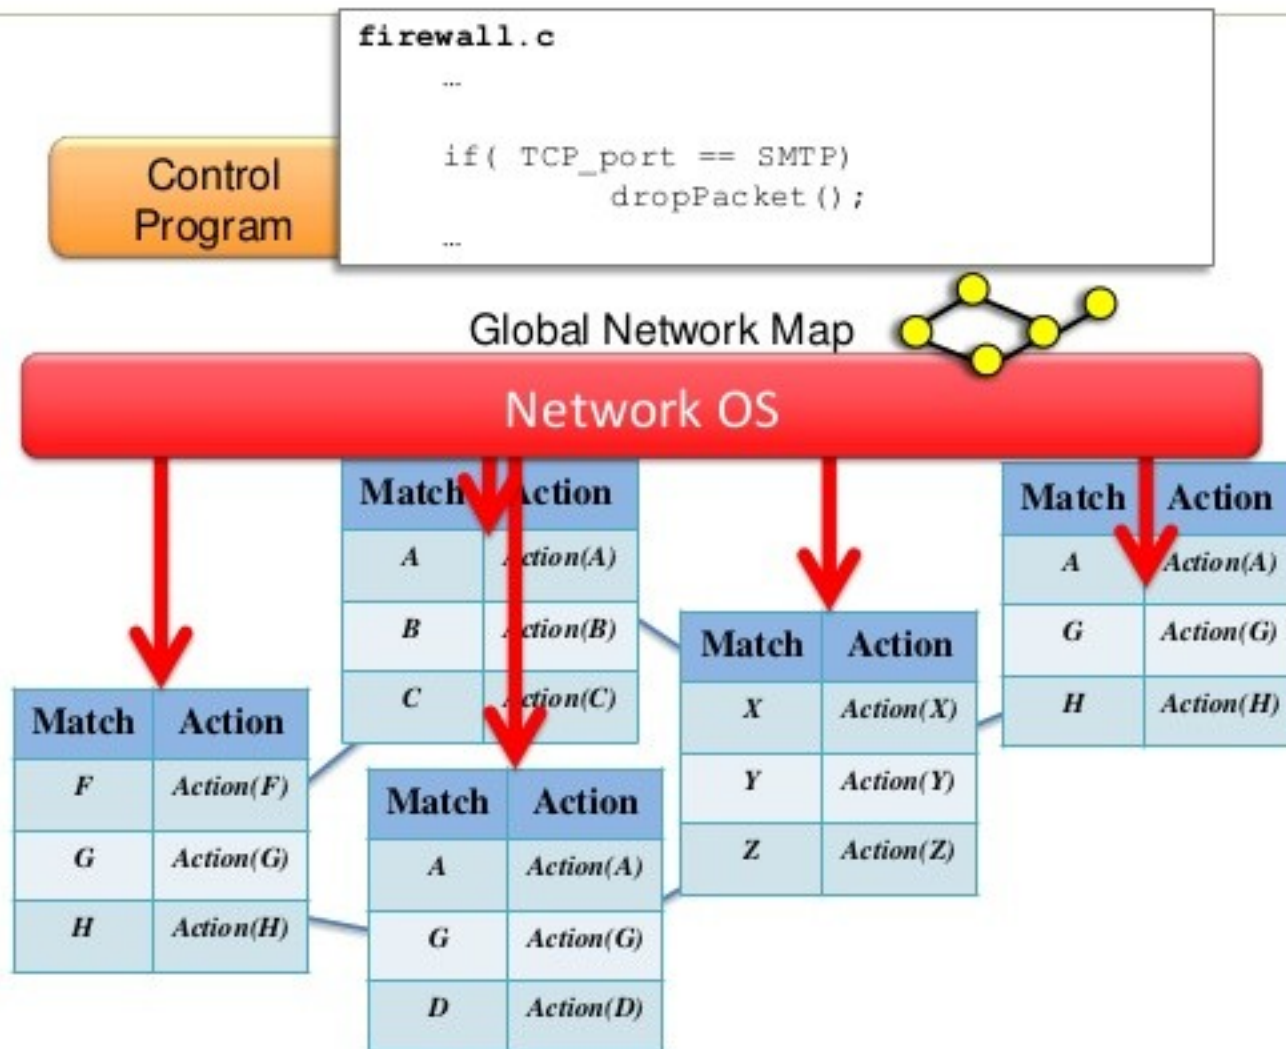 firewall.c
...
if( TCP_port == SMTP)
dropPacket();
...
Control
Program
Global Network Map
Network OS
Match Action
A Action(A)
B Action(B)
C Action(C)
Match Action
A Action(A)
G Action(G)
H Action(H)
Match Action
X Action(X)
Y Action(Y)
Z Action(Z)
Match Action
F Action(F)
G Action(G)
H Action(H)
Match Action
A Action(A)
G Action(G)
D Action(D)